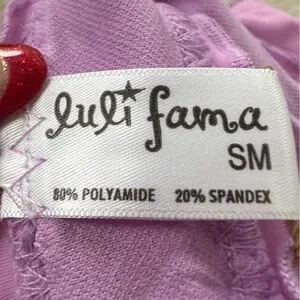 luli fama
SM
80% POLYAMIDE 20% SPANDEX